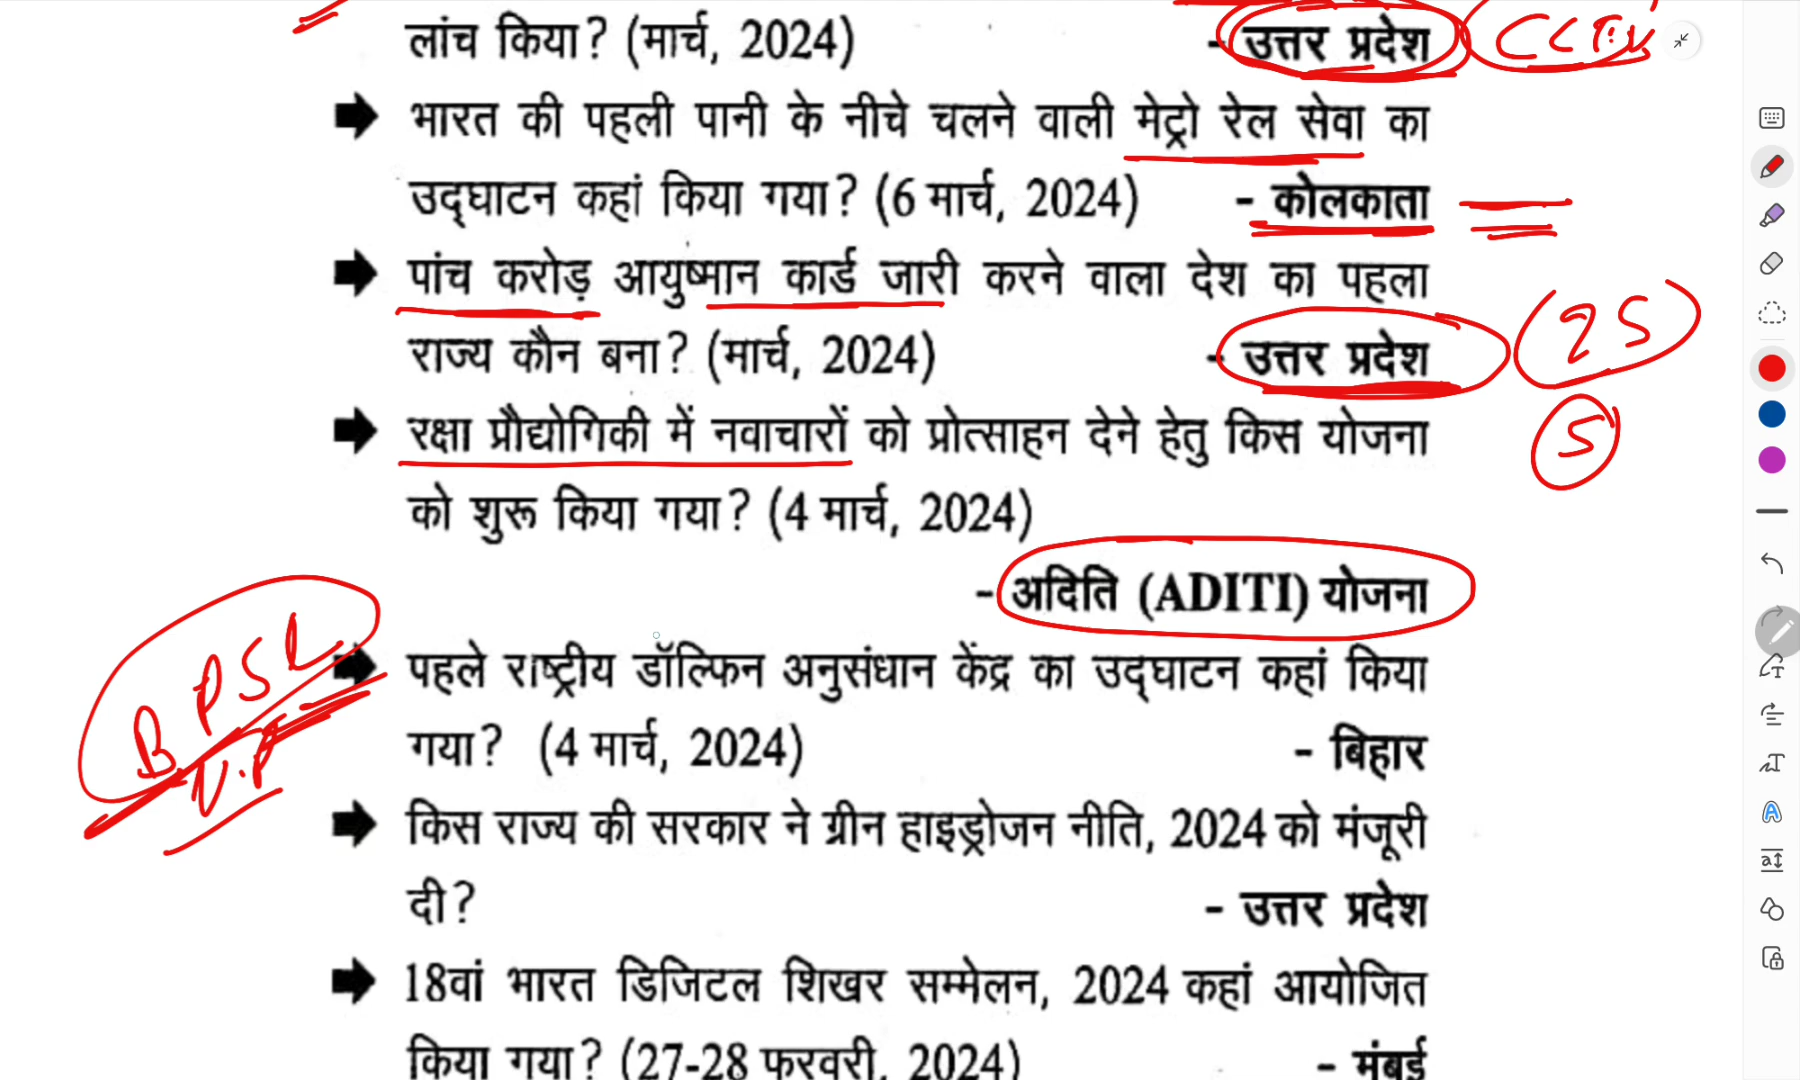 लांच किया? (मार्च, 2024) - उत्तर प्रदेश
भारत की पहली पानी के नीचे चलने वाली मेट्रो रेल सेवा का
उद्घाटन कहां किया गया? (6 मार्च, 2024) - कोलकाता
पांच करोड़ आयुष्मान कार्ड जारी करने वाला देश का पहला
राज्य कौन बना? (मार्च, 2024) - उत्तर प्रदेश
25
5
रक्षा प्रौद्योगिकी में नवाचारों को प्रोत्साहन देने हेतु किस योजना
को शुरू किया गया? (4 मार्च, 2024)
- अदिति (ADITI) योजना
BPSC
U.P
पहले राष्ट्रीय डॉल्फिन अनुसंधान केंद्र का उद्घाटन कहां किया
गया? (4 मार्च, 2024) - बिहार
किस राज्य की सरकार ने ग्रीन हाइड्रोजन नीति, 2024 को मंजूरी
दी? - उत्तर प्रदेश
18वां भारत डिजिटल शिखर सम्मेलन, 2024 कहां आयोजित
किया गया? (27-28 फरवरी, 2024) - मुंबई